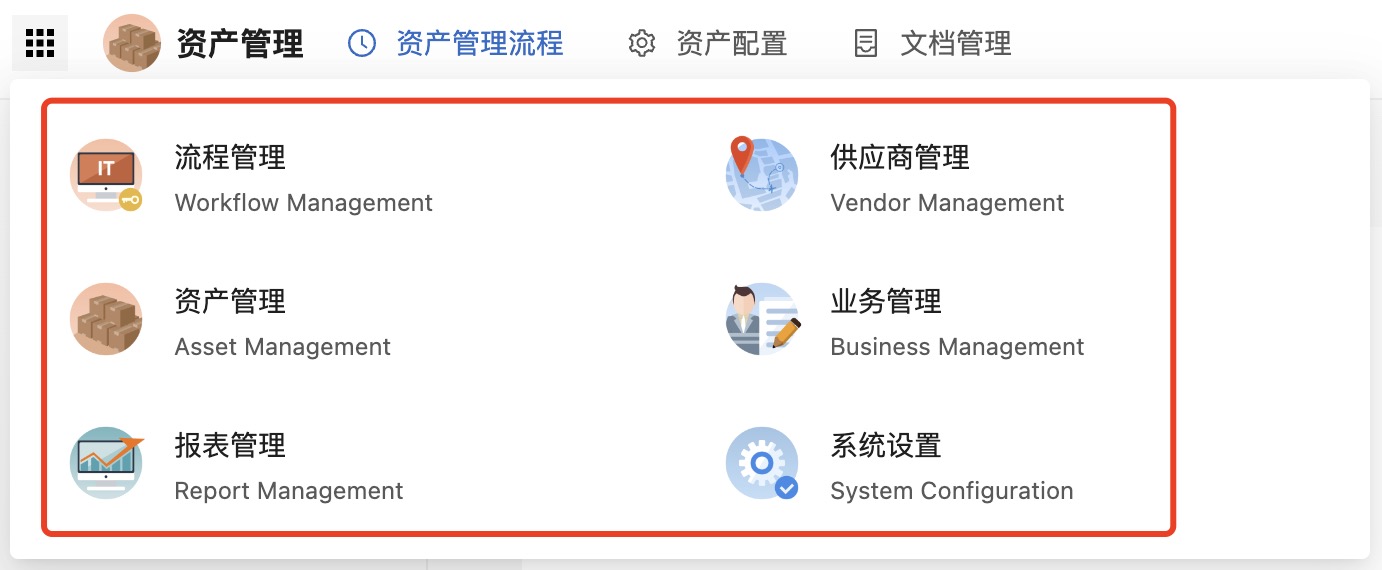 资产管理 资产管理流程 资产配置 文档管理
流程管理
Workflow Management
供应商管理
Vendor Management
IT
资产管理
Asset Management
业务管理
Business Management
报表管理
Report Management
系统设置
System Configuration